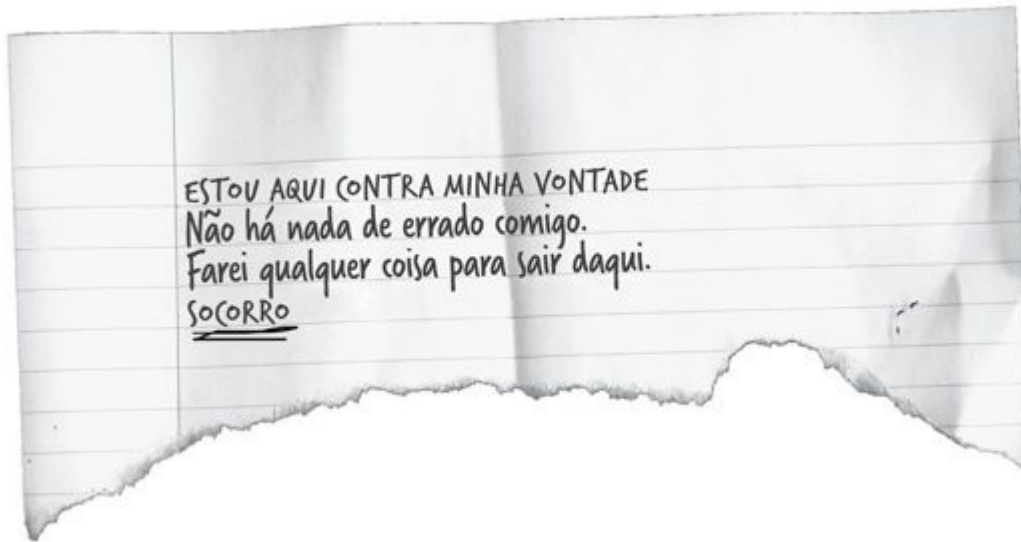 ESTOU AQUI CONTRA MINHA VONTADE
Não há nada de errado comigo.
Farei qualquer coisa para sair daqui.
SOCORRO